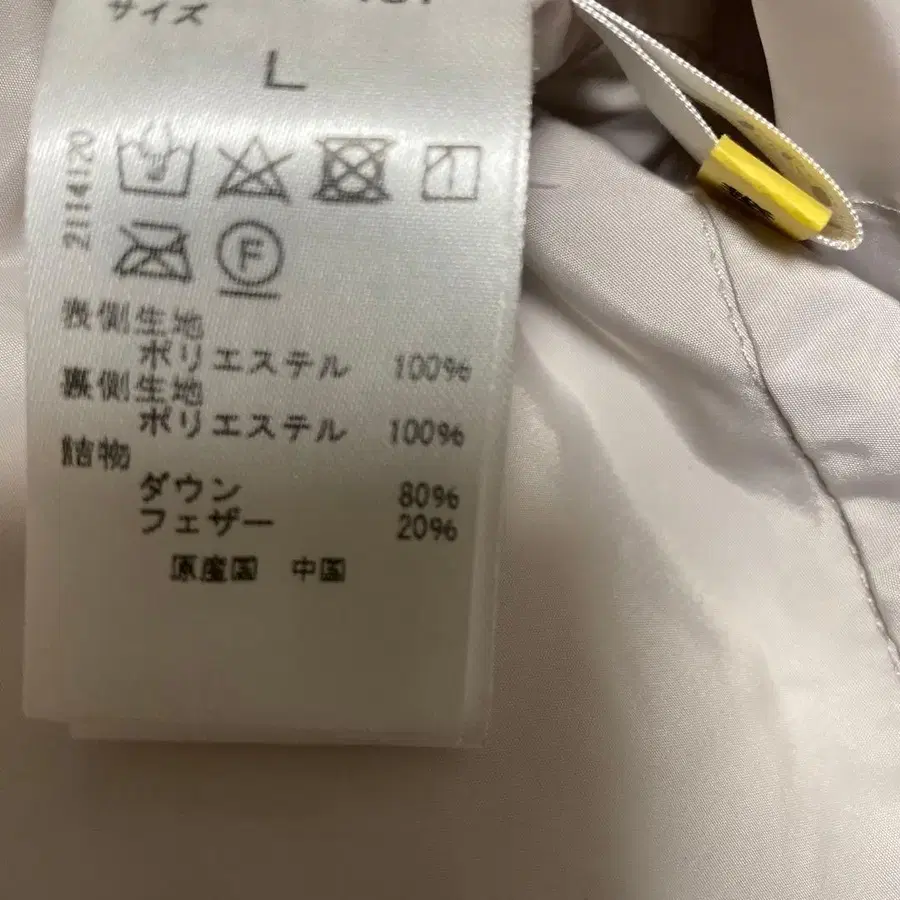 サイズ
L
2114120
F
表側生地
ポリエステル 100%
裏側生地
ポリエステル 100%
詰物
ダウン 80%
フェザー 20%
原産国 中国